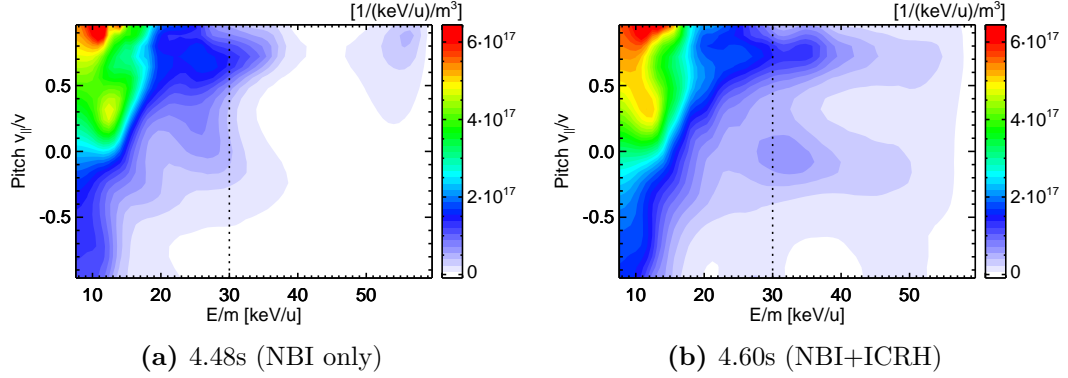 [1/(keV/u)/m³]
[1/(keV/u)/m³]
6·10¹⁷
4·10¹⁷
2·10¹⁷
0
6·10¹⁷
4·10¹⁷
2·10¹⁷
0
Pitch v||/v
0.5
0.0
-0.5
Pitch v||/v
0.5
0.0
-0.5
10 20 30 40 50
10 20 30 40 50
E/m [keV/u]
E/m [keV/u]
(a) 4.48s (NBI only)
(b) 4.60s (NBI+ICRH)